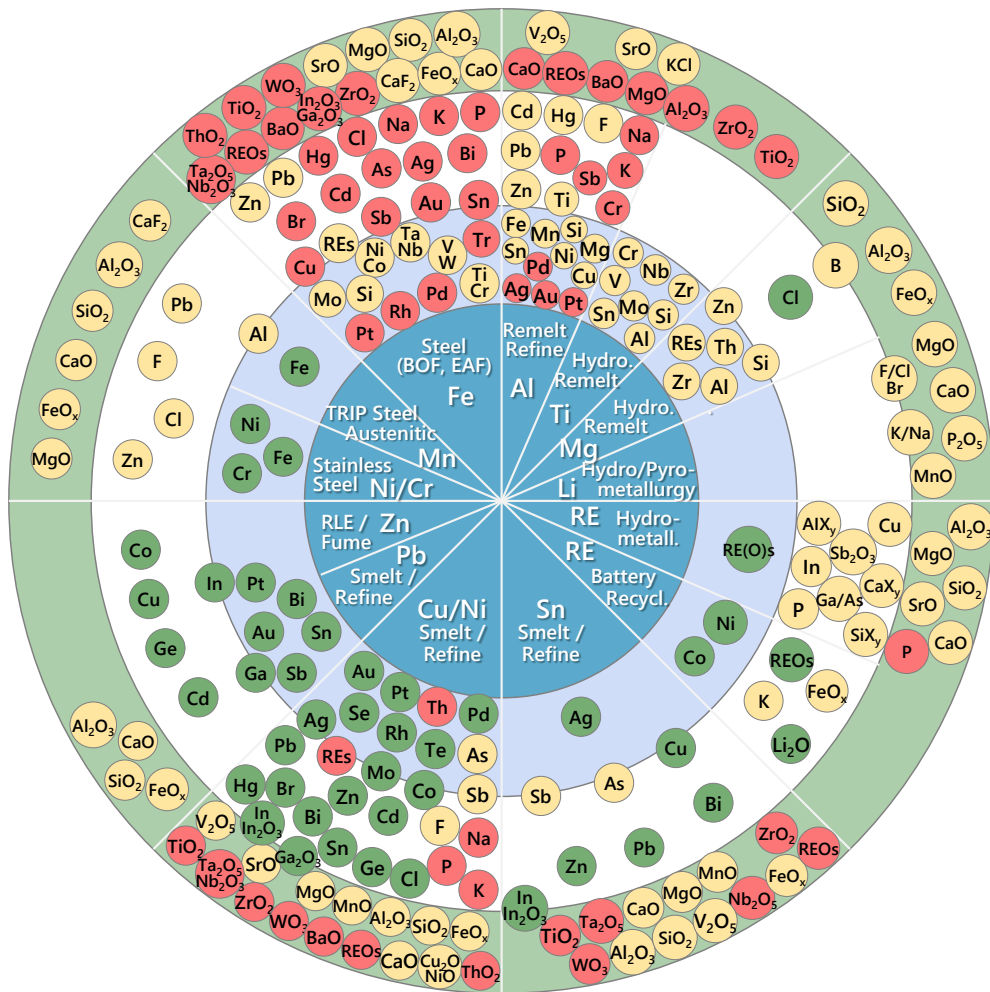 V₂O₅
Al₂O₃
SiO₂
MgO
SrO
SrO
KCl
CaF₂
FeOₓ
CaO
CaO
REOs
BaO
MgO
Al₂O₃
ZrO₂
TiO₂
WO₃
In₂O₃
Ga₂O₃
ZrO₂
TiO₂
BaO
ThO₂
REOs
Ta₂O₅
Nb₂O₃
Cl
Na
K
P
Cd
Hg
F
Na
Hg
As
Ag
Bi
Pb
P
Sb
K
Pb
Zn
Cd
Sb
Au
Sn
Zn
Ti
Cr
Br
REs
Ni
Co
Ta
Nb
V
W
Tr
Cu
Mo
Si
Pt
Rh
Pd
Ti
Cr
Fe
Mn
Si
Sn
Ni
Mg
Cr
Pd
Cu
V
Nb
Ag
Au
Pt
Sn
Mo
Zr
Si
Al
Zn
REs
Th
Si
Zr
Al
SiO₂
B
Al₂O₃
Cl
FeOₓ
MgO
F/Cl
Br
CaO
K/Na
P₂O₅
MnO
CaF₂
Al₂O₃
SiO₂
CaO
FeOₓ
MgO
Pb
F
Cl
Zn
Al
Fe
Ni
Fe
Cr
Steel
(BOF, EAF)
Fe
Remelt
Refine
Al
Hydro.
Remelt.
Ti
Hydro.
Remelt
Mg
TRIP Steel
Austenitic
Mn
Stainless
Steel
Ni/Cr
Hydro/Pyro-
metallurgy
Li
RLE /
Fume
Zn
RE
Hydro-
metall.
Pb
Smelt /
Refine
RE
Battery
Recycl.
Cu/Ni
Smelt /
Refine
Sn
Smelt /
Refine
RE(O)s
AlXᵧ
Cu
Al₂O₃
Sb₂O₃
In
MgO
CaXᵧ
Ga/As
P
SiO₂
SrO
SiXᵧ
P
CaO
Ni
Co
REOs
K
FeOₓ
Li₂O
Co
Cu
Ge
Cd
In
Pt
Bi
Au
Sn
Ga
Sb
Al₂O₃
CaO
SiO₂
FeOₓ
Au
Pt
Th
Pd
Ag
Se
Rh
Te
As
Pb
REs
Mo
Co
Sb
Hg
Br
Zn
Cd
F
Na
In
In₂O₃
Bi
Sn
Ge
Cl
P
K
V₂O₅
TiO₂
Ta₂O₅
Nb₂O₃
SrO
Ga₂O₃
ZrO₂
MgO
MnO
Al₂O₃
SiO₂
FeOₓ
WO₃
BaO
REOs
CaO
Cu₂O
NiO
ThO₂
Ag
Cu
As
Sb
Bi
Pb
Zn
ZrO₂
REOs
FeOₓ
MnO
Nb₂O₅
MgO
V₂O₅
CaO
SiO₂
Ta₂O₅
Al₂O₃
In
In₂O₃
TiO₂
WO₃